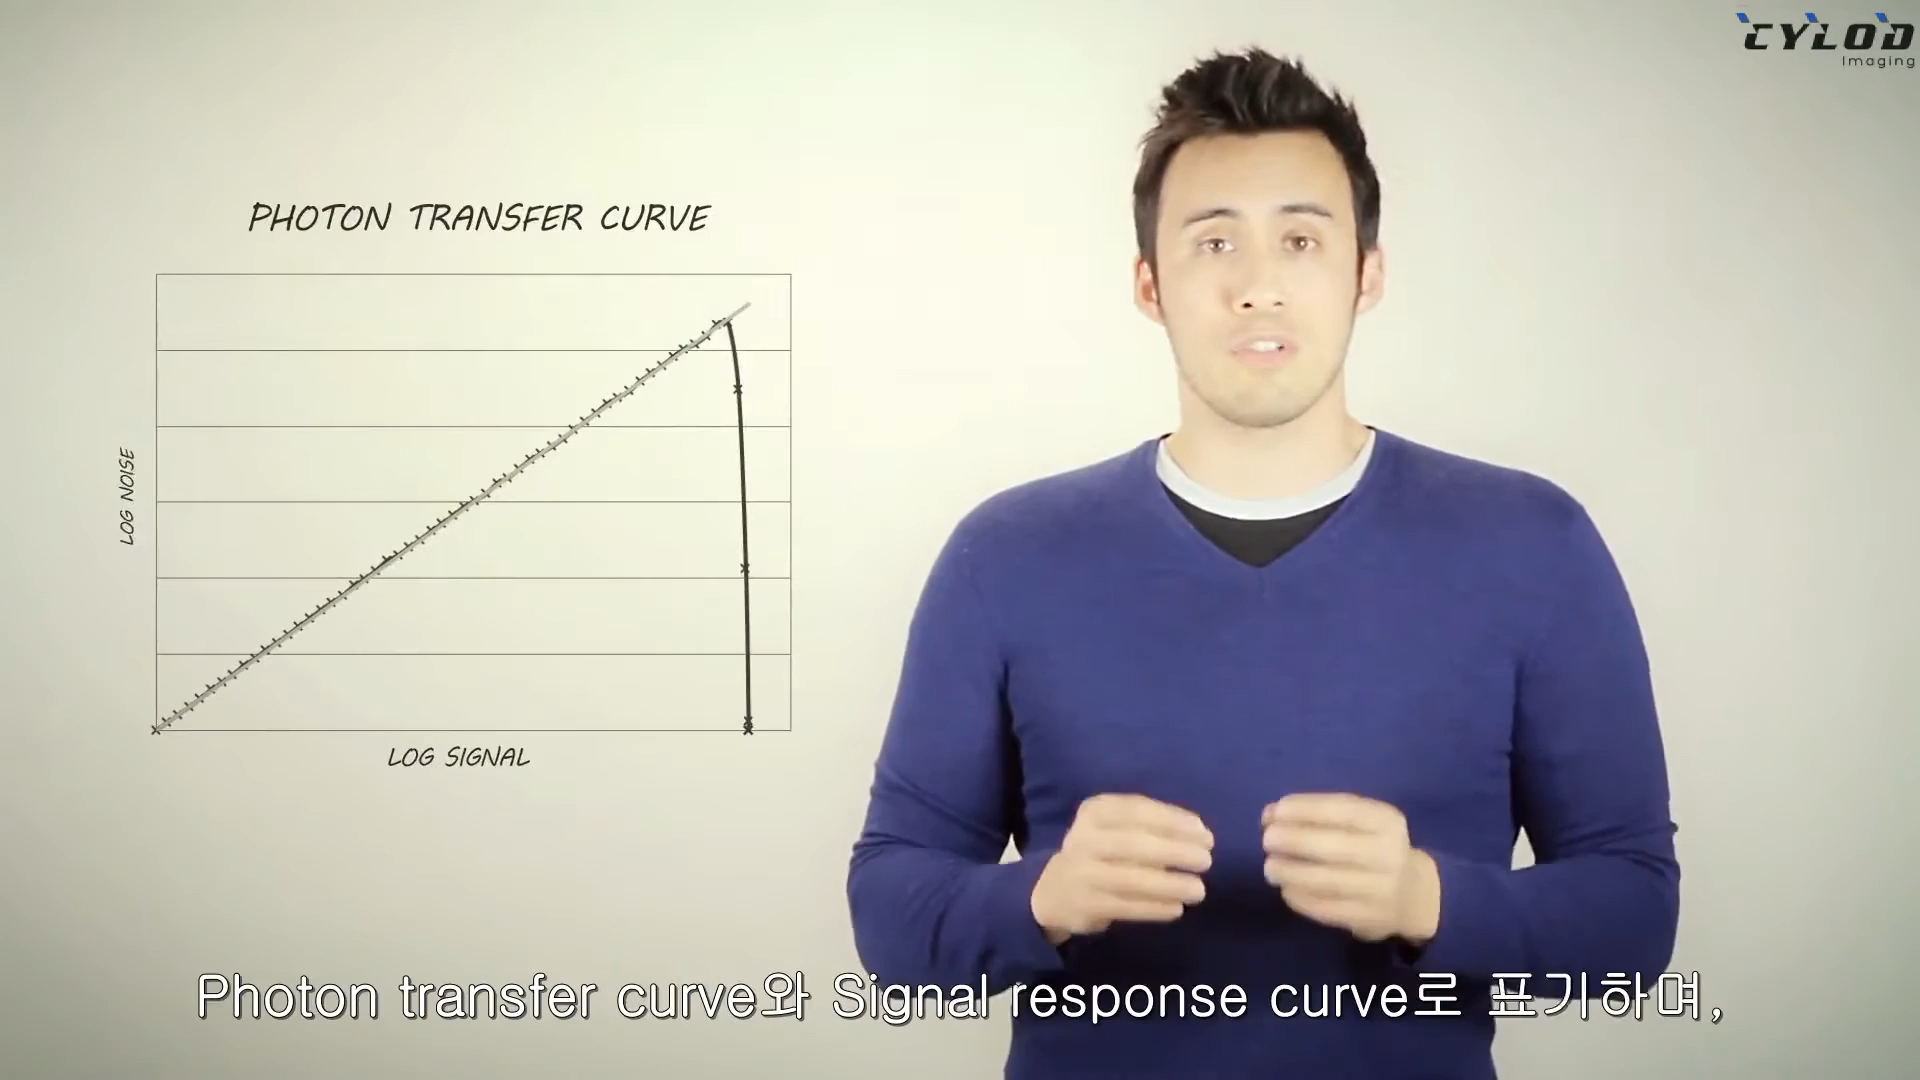 CYLOD
Imaging
PHOTON TRANSFER CURVE
LOG NOISE
LOG SIGNAL
Photon transfer curve와 Signal response curve로 표기하며,